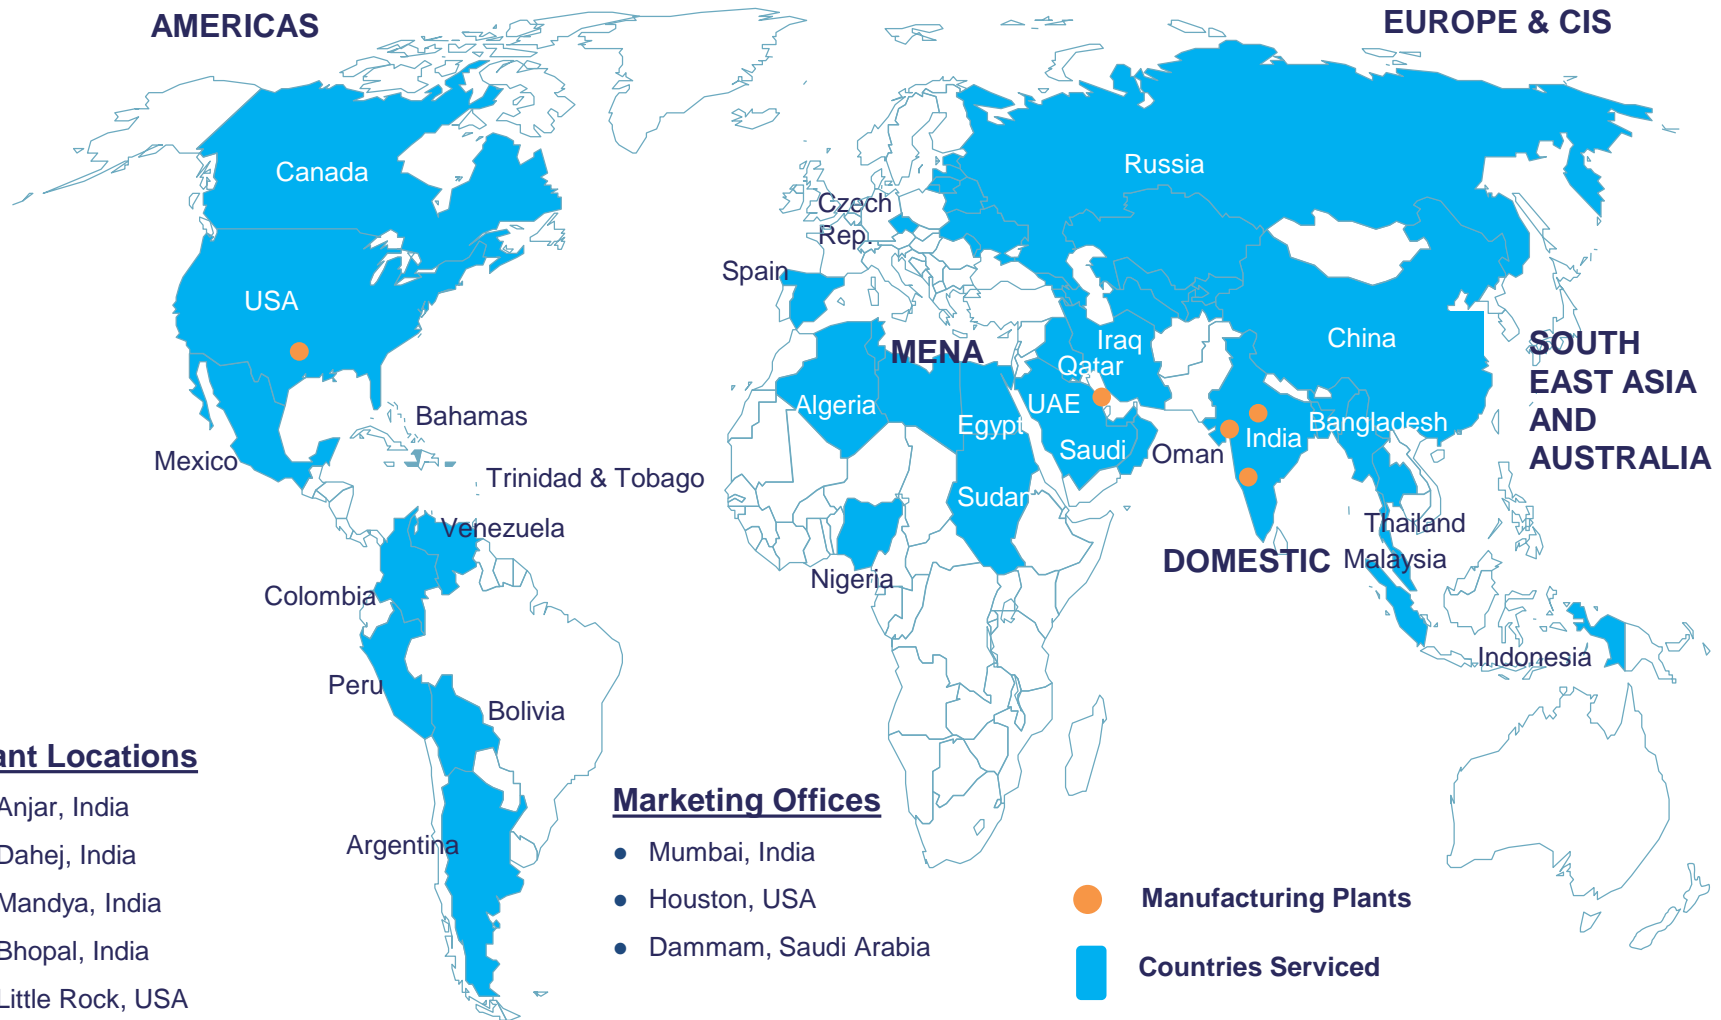 AMERICAS
EUROPE & CIS
Canada
Russia
Czech
Rep.
Spain
USA
MENA
Iraq
Qatar
China
SOUTH
EAST ASIA
AND
AUSTRALIA
Algeria
UAE
Egypt
Bahamas
Bangladesh
India
Saudi
Oman
Mexico
Trinidad & Tobago
Sudan
Venezuela
Thailand
DOMESTIC
Malaysia
Nigeria
Colombia
Indonesia
Peru
Bolivia
Argentina
ant Locations
Anjar, India
Dahej, India
Mandya, India
Bhopal, India
Little Rock, USA
Marketing Offices
• Mumbai, India
• Houston, USA
• Dammam, Saudi Arabia
Manufacturing Plants
Countries Serviced